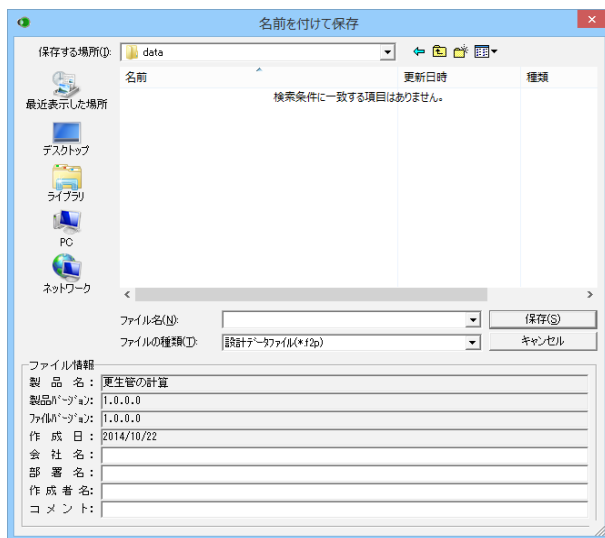 名前を付けて保存
保存する場所(I):
data
名前 更新日時 種類
検索条件に一致する項目はありません。
最近表示した場所
デスクトップ
ライブラリ
PC
ネットワーク
ファイル名(N):
保存(S)
ファイルの種類(T): 設計データファイル(*.f2p)
キャンセル
ファイル情報
製 品 名: 更生管の計算
製品バージョン: 1.0.0.0
ファイルバージョン: 1.0.0.0
作 成 日: 2014/10/22
会 社 名:
部 署 名:
作 成 者 名:
コ メ ン ト: